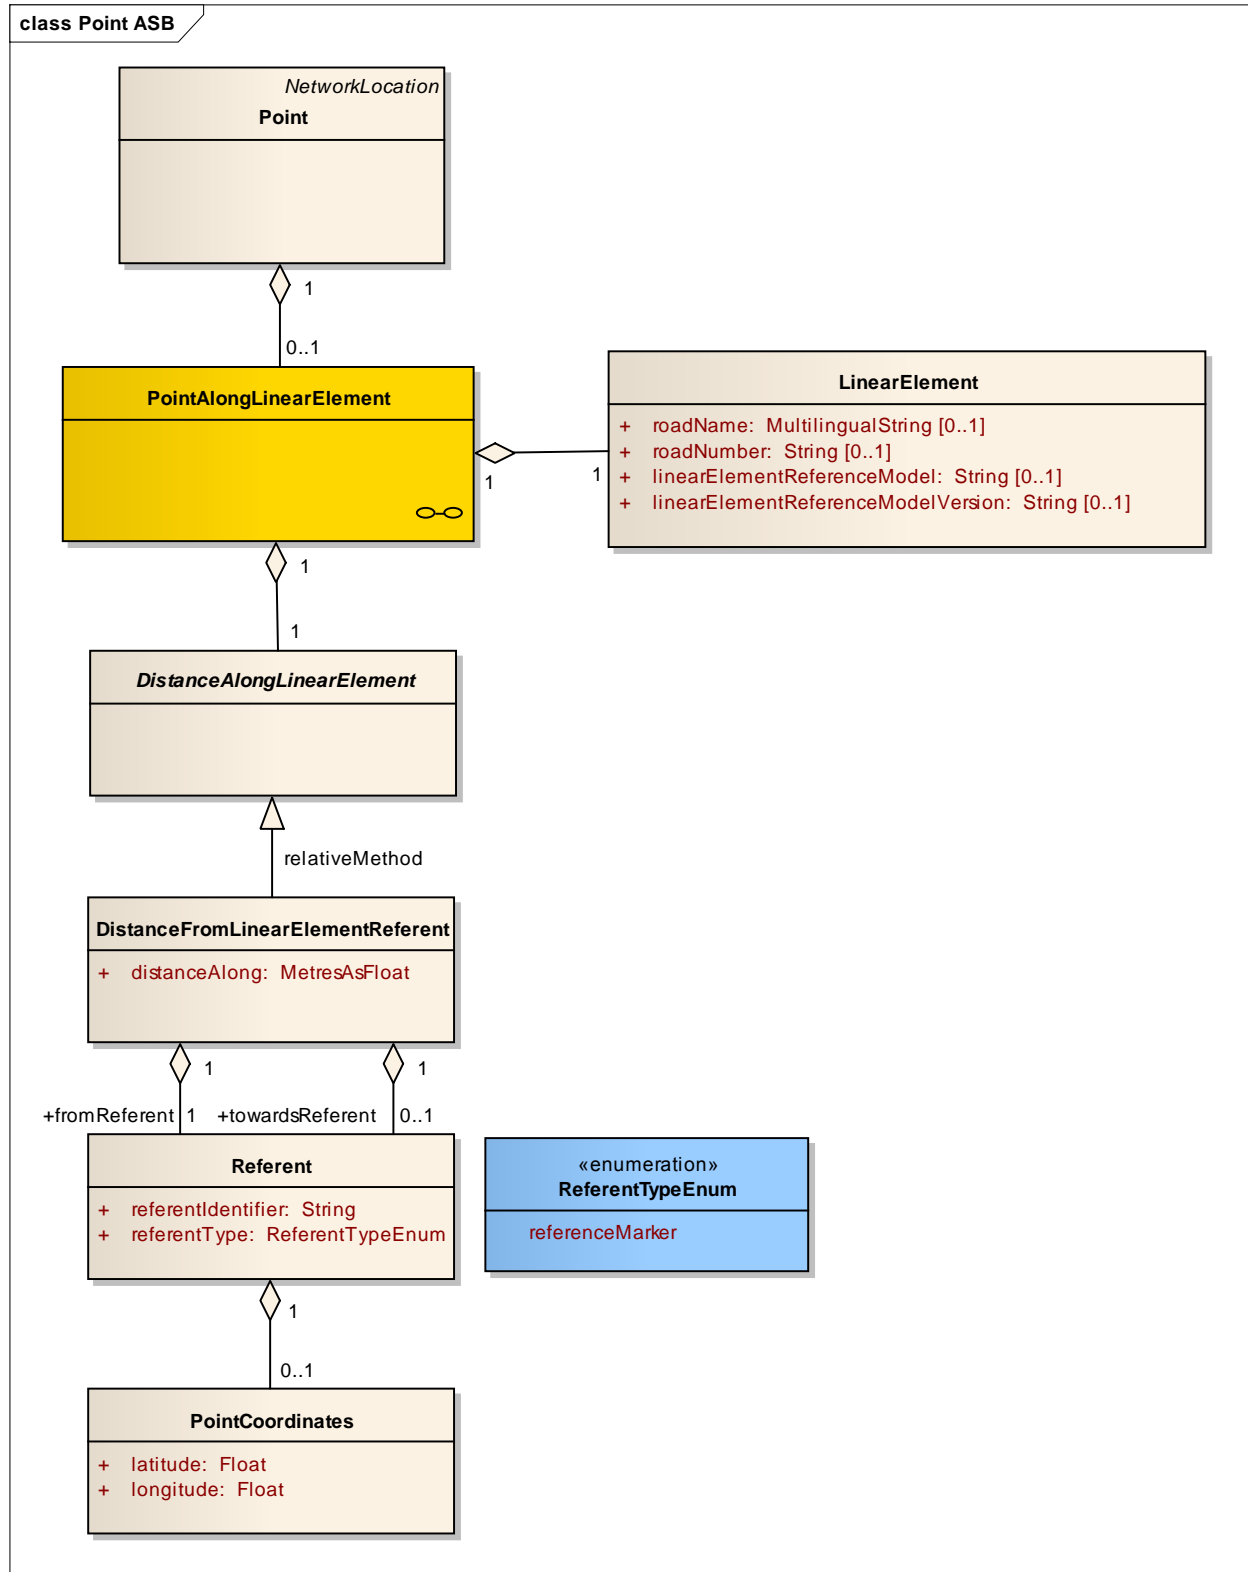 class Point ASB
NetworkLocation
Point
1
0..1
PointAlongLinearElement
1
1
LinearElement
+ roadName: MultilingualString [0..1]
+ roadNumber: String [0..1]
+ linearElementReferenceModel: String [0..1]
+ linearElementReferenceModelVersion: String [0..1]
1
1
DistanceAlongLinearElement
relativeMethod
DistanceFromLinearElementReferent
+ distanceAlong: MetresAsFloat
1
1
+fromReferent 1
+towardsReferent 0..1
Referent
+ referentIdentifier: String
+ referentType: ReferentTypeEnum
«enumeration»
ReferentTypeEnum
referenceMarker
1
0..1
PointCoordinates
+ latitude: Float
+ longitude: Float